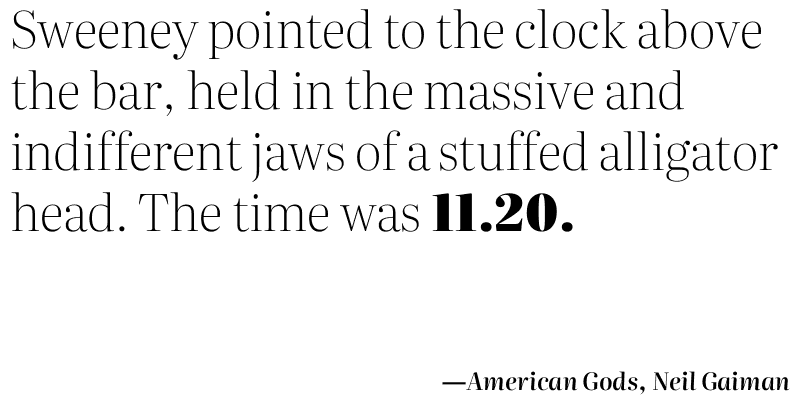 Sweeney pointed to the clock above
the bar, held in the massive and
indifferent jaws of a stuffed alligator
head. The time was 11.20.
—American Gods, Neil Gaiman